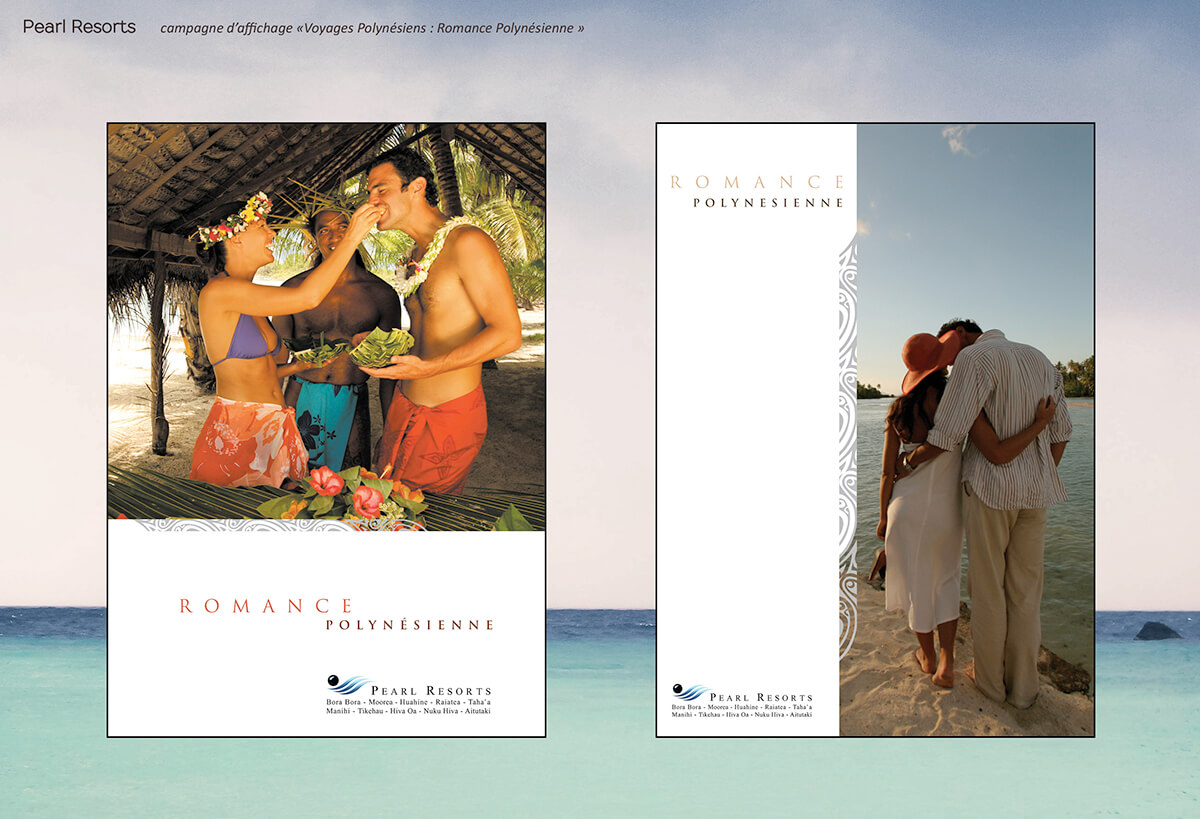 Pearl Resorts campagne d'affichage «Voyages Polynésiens : Romance Polynésienne »
ROMANCE
POLYNÉSIENNE
PEARL RESORTS
Bora Bora - Moorea - Huahine - Raiatea - Taha'a
Manihi - Tikehau - Hiva Oa - Nuku Hiva - Aitutaki
ROMANCE
POLYNESIENNE
PEARL RESORTS
Bora Bora - Moorea - Huahine - Raiatea - Taha'a
Manihi - Tikehau - Hiva Oa - Nuku Hiva - Aitutaki